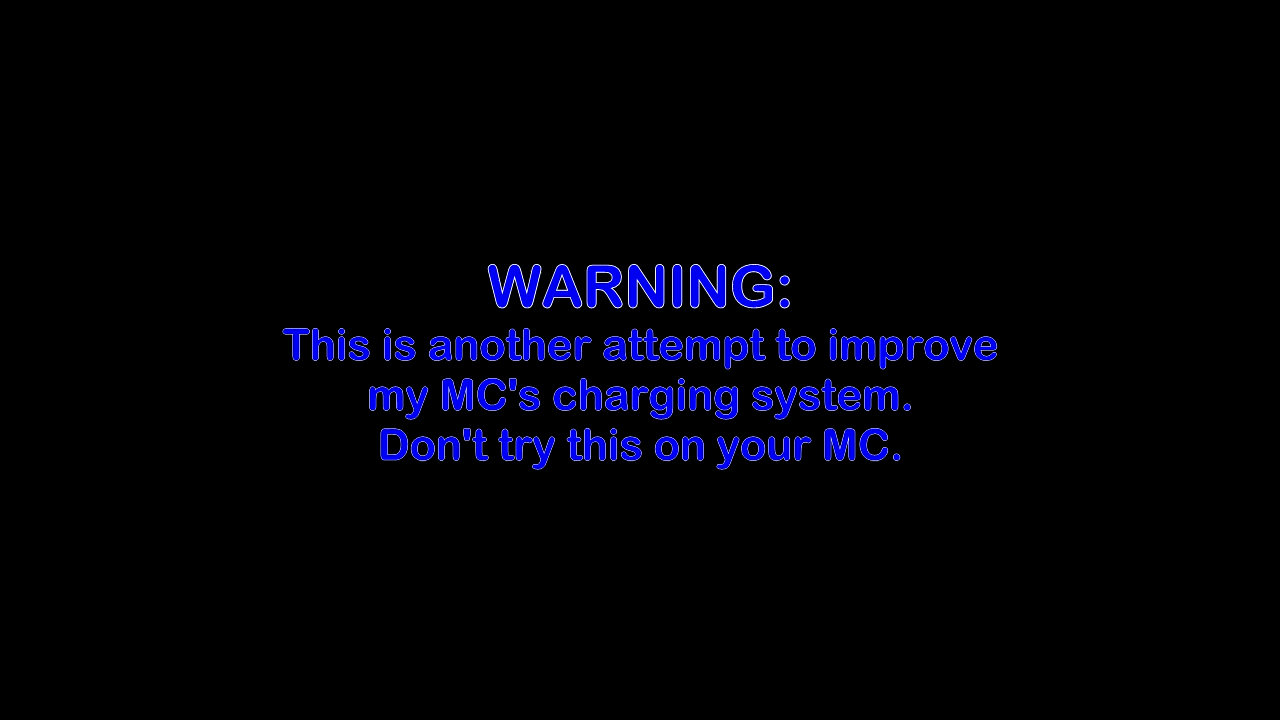 WARNING:
This is another attempt to improve
my MC's charging system.
Don't try this on your MC.